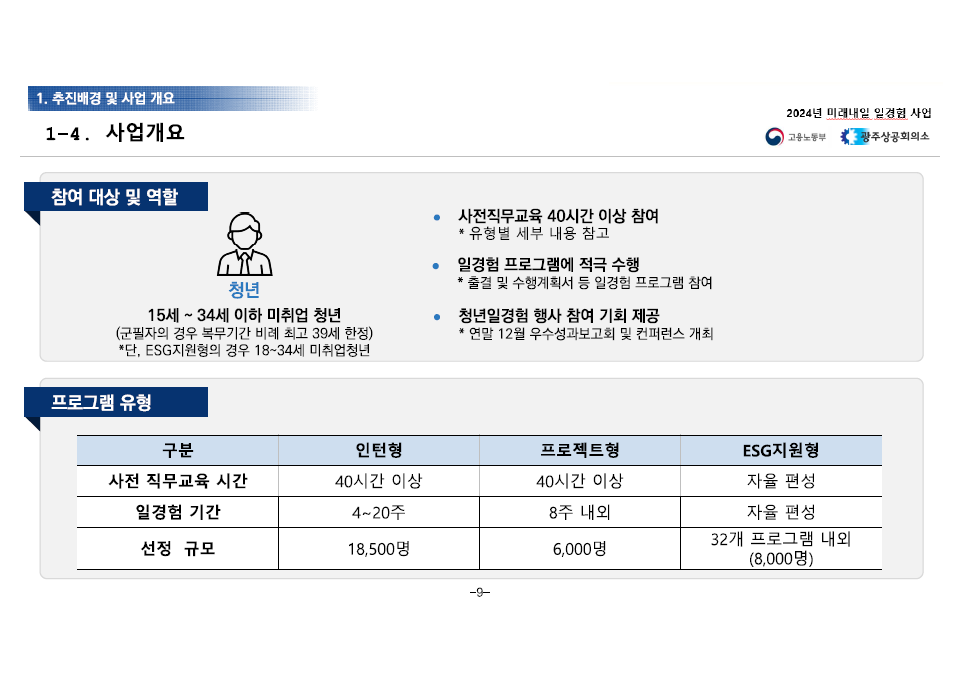 1. 추진배경 및 사업 개요
2024년 미래내일 일경험 사업
1-4. 사업개요
고용노동부
광주상공회의소
참여 대상 및 역할
청년
15세 ~ 34세 이하 미취업 청년
(군필자의 경우 복무기간 비례 최고 39세 한정)
*단, ESG지원형의 경우 18~34세 미취업청년
• 사전직무교육 40시간 이상 참여
* 유형별 세부 내용 참고
• 일경험 프로그램에 적극 수행
* 출결 및 수행계획서 등 일경험 프로그램 참여
• 청년일경험 행사 참여 기회 제공
* 연말 12월 우수성과보고회 및 컨퍼런스 개최
프로그램 유형
구분 인턴형 프로젝트형 ESG지원형
사전 직무교육 시간 40시간 이상 40시간 이상 자율 편성
일경험 기간 4~20주 8주 내외 자율 편성
선정 규모 18,500명 6,000명 32개 프로그램 내외
(8,000명)
-9-